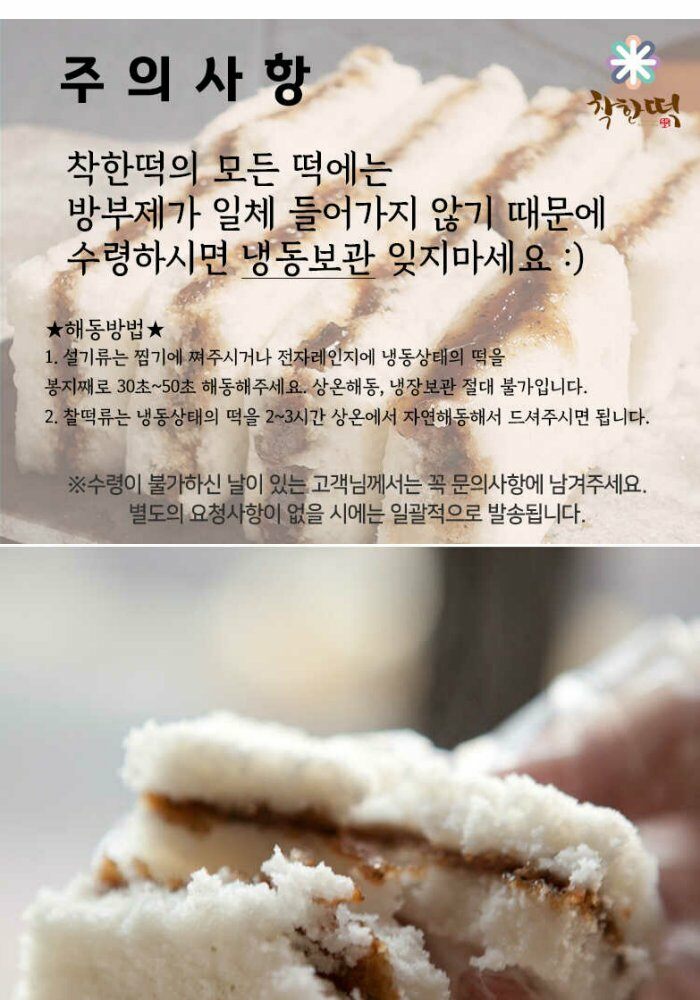 주의사항
착한떡
착한떡의 모든 떡에는
방부제가 일체 들어가지 않기 때문에
수령하시면 냉동보관 잊지마세요 :)
★해동방법★
1. 설기류는 찜기에 쪄주시거나 전자레인지에 냉동상태의 떡을
봉지째로 30초~50초 해동해주세요. 상온해동, 냉장보관 절대 불가입니다.
2. 찰떡류는 냉동상태의 떡을 2~3시간 상온에서 자연해동해서 드셔주시면 됩니다.
※수령이 불가하신 날이 있는 고객님께서는 꼭 문의사항에 남겨주세요.
별도의 요청사항이 없을 시에는 일괄적으로 발송됩니다.